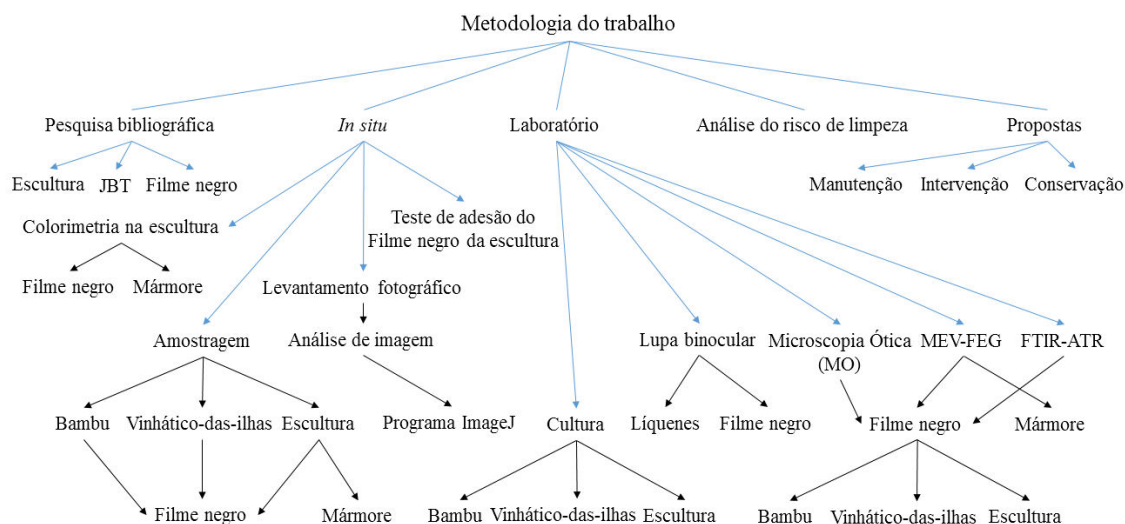 Metodologia do trabalho
Pesquisa bibliográfica In situ Laboratório Análise do risco de limpeza Propostas
Escultura JBT Filme negro Manutenção Intervenção Conservação
Colorimetria na escultura Teste de adesão do
Filme negro da escultura
Filme negro Mármore Levantamento fotográfico
Amostragem Análise de imagem Lupa binocular Microscopia Ótica MEV-FEG FTIR-ATR
(MO)
Bambu Vinhático-das-ilhas Escultura Programa ImageJ Cultura Líquenes Filme negro Filme negro Mármore
Filme negro Mármore Bambu Vinhático-das-ilhas Escultura Bambu Vinhático-das-ilhas Escultura